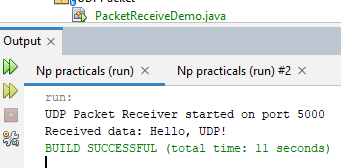 UDP Packet
PacketReceiveDemo.java
Output
Np practicals (run)
Np practicals (run) #2
run:
UDP Packet Receiver started on port 5000
Received data: Hello, UDP!
BUILD SUCCESSFUL (total time: 11 seconds)